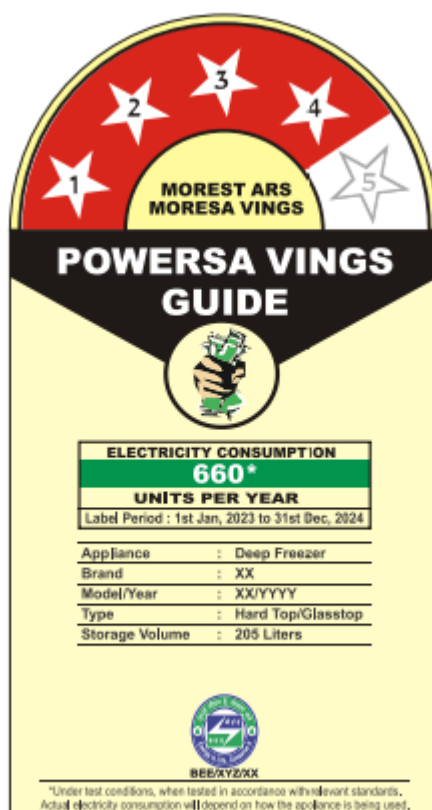 1 2 3 4 5
MOREST ARS
MORESA VINGS
POWERSA VINGS
GUIDE
ELECTRICITY CONSUMPTION
660*
UNITS PER YEAR
Label Period : 1st Jan, 2023 to 31st Dec, 2024
Appliance : Deep Freezer
Brand : XX
Model/Year : XX/YYYY
Type : Hard Top/Glasstop
Storage Volume : 205 Liters
BEE/XYZ/XX
*Under test conditions, when tested in accordance with relevant standards.
Actual electricity consumption will depend on how the appliance is being used.